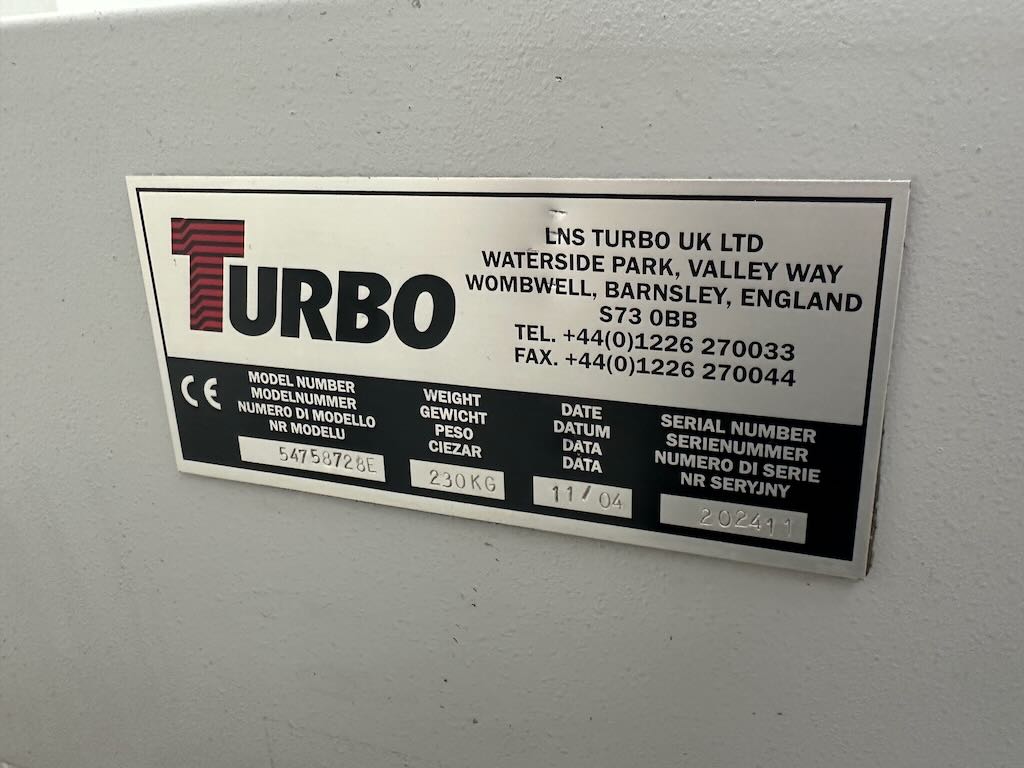 TURBO
LNS TURBO UK LTD
WATERSIDE PARK, VALLEY WAY
WOMBWELL, BARNSLEY, ENGLAND
S73 0BB
TEL. +44(0)1226 270033
FAX. +44(0)1226 270044
CE
MODEL NUMBER
MODELNUMMER
NUMERO DI MODELLO
NR MODELU
54758728E
WEIGHT
GEWICHT
PESO
CIEZAR
230KG
DATE
DATUM
DATA
DATA
11/04
SERIAL NUMBER
SERIENUMMER
NUMERO DI SERIE
NR SERYJNY
202411